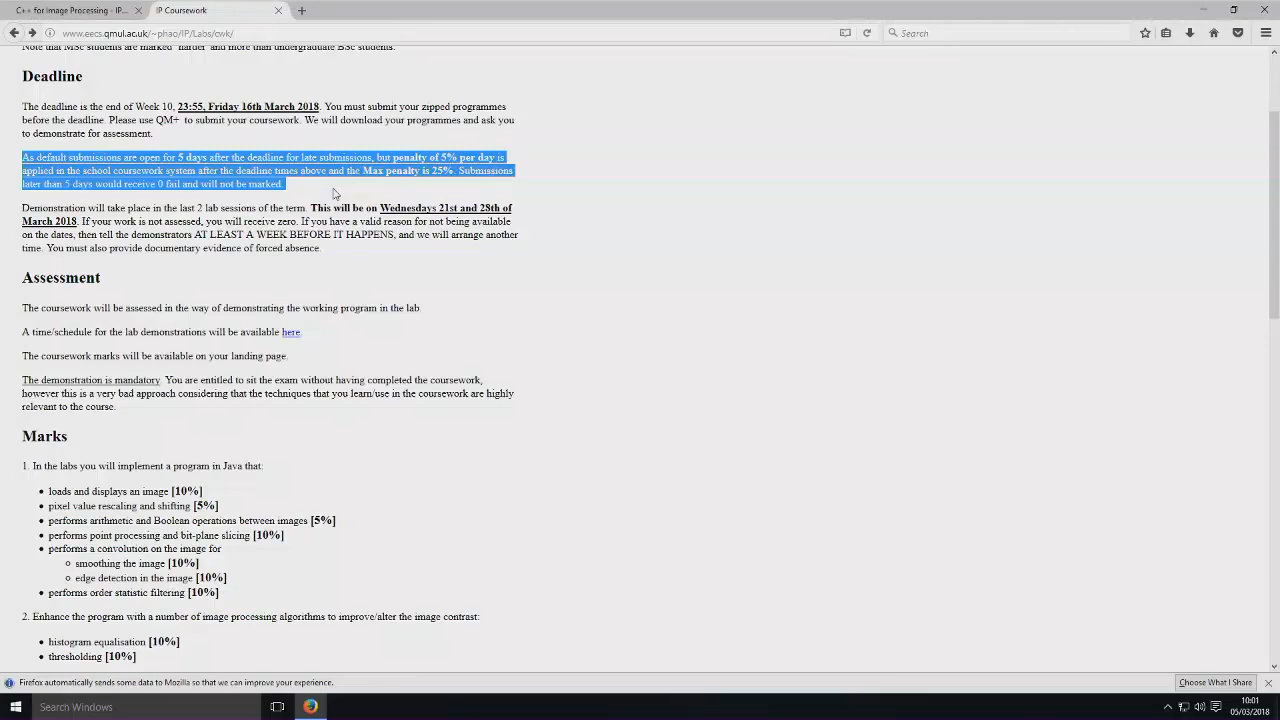 C++ for Image Processing - IP...
IP Coursework
www.eecs.qmul.ac.uk/~phao/IP/Labs/cwk/
Search
Note that MSc students are marked "harder" and more than undergraduate BSc students.
Deadline
The deadline is the end of Week 10, 23:55, Friday 16th March 2018. You must submit your zipped programmes
before the deadline. Please use QM+ to submit your coursework. We will download your programmes and ask you
to demonstrate for assessment.
As default submissions are open for 5 days after the deadline for late submissions, but penalty of 5% per day is
applied in the school coursework system after the deadline times above and the Max penalty is 25%. Submissions
later than 5 days would receive 0 fail and will not be marked.
Demonstration will take place in the last 2 lab sessions of the term. This will be on Wednesdays 21st and 28th of
March 2018. If your work is not assessed, you will receive zero. If you have a valid reason for not being available
on the dates, then tell the demonstrators AT LEAST A WEEK BEFORE IT HAPPENS, and we will arrange another
time. You must also provide documentary evidence of forced absence.
Assessment
The coursework will be assessed in the way of demonstrating the working program in the lab.
A time/schedule for the lab demonstrations will be available here.
The coursework marks will be available on your landing page.
The demonstration is mandatory. You are entitled to sit the exam without having completed the coursework,
however this is a very bad approach considering that the techniques that you learn/use in the coursework are highly
relevant to the course.
Marks
1. In the labs you will implement a program in Java that:
loads and displays an image [10%]
pixel value rescaling and shifting [5%]
performs arithmetic and Boolean operations between images [5%]
performs point processing and bit-plane slicing [10%]
performs a convolution on the image for
smoothing the image [10%]
edge detection in the image [10%]
performs order statistic filtering [10%]
2. Enhance the program with a number of image processing algorithms to improve/alter the image contrast:
histogram equalisation [10%]
thresholding [10%]
Firefox automatically sends some data to Mozilla so that we can improve your experience.
Choose What I Share
Search Windows
10:01
05/03/2018